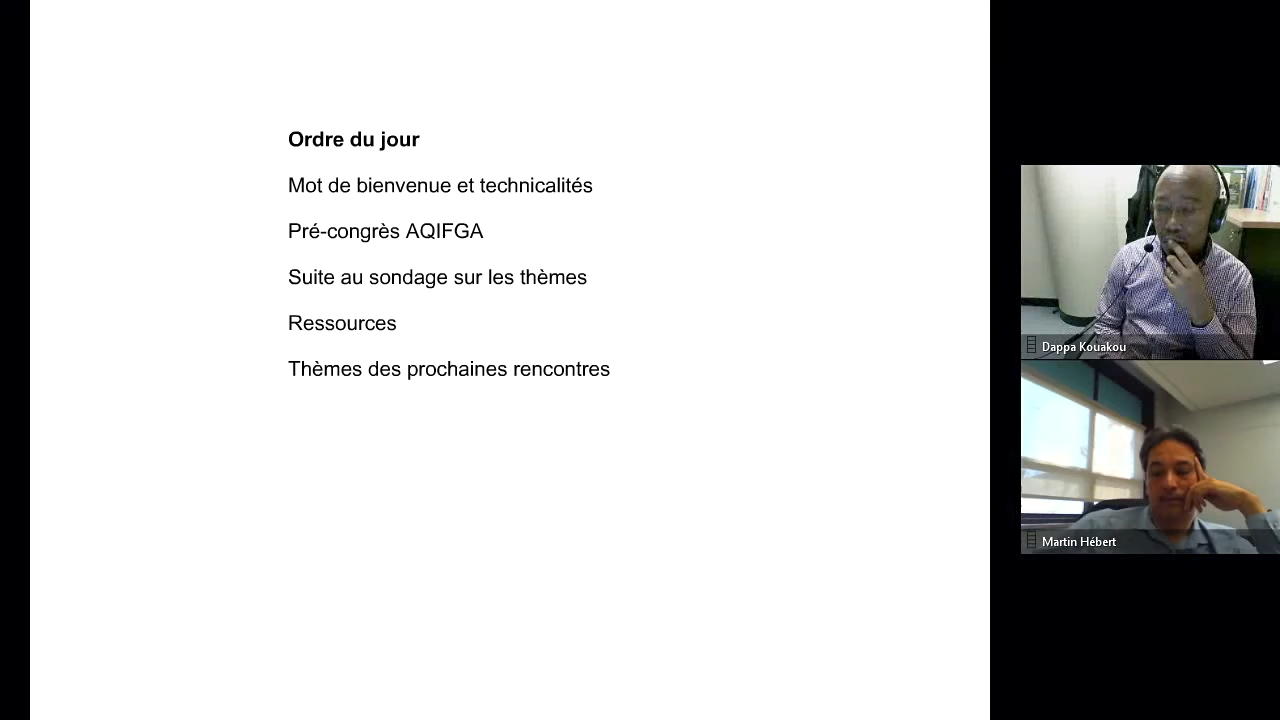 Ordre du jour
Mot de bienvenue et technicalités
Pré-congrès AQIFGA
Suite au sondage sur les thèmes
Ressources
Thèmes des prochaines rencontres
Dappa Kouakou
Martin Hébert